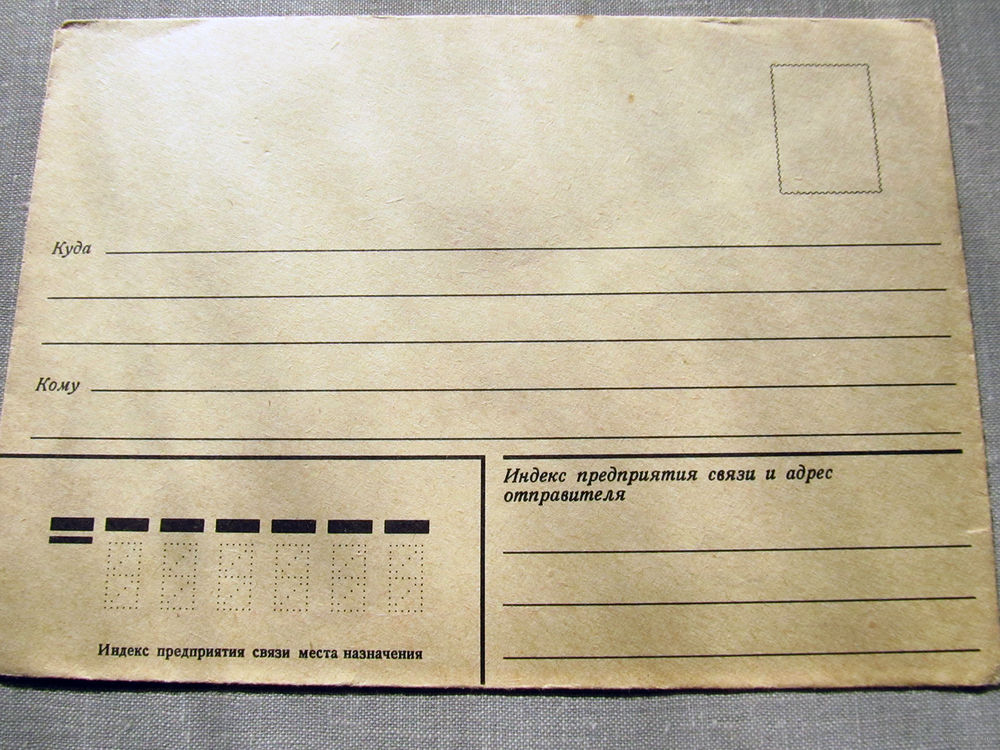 Куда
Кому
Индекс предприятия связи и адрес
отправителя
Индекс предприятия связи места назначения